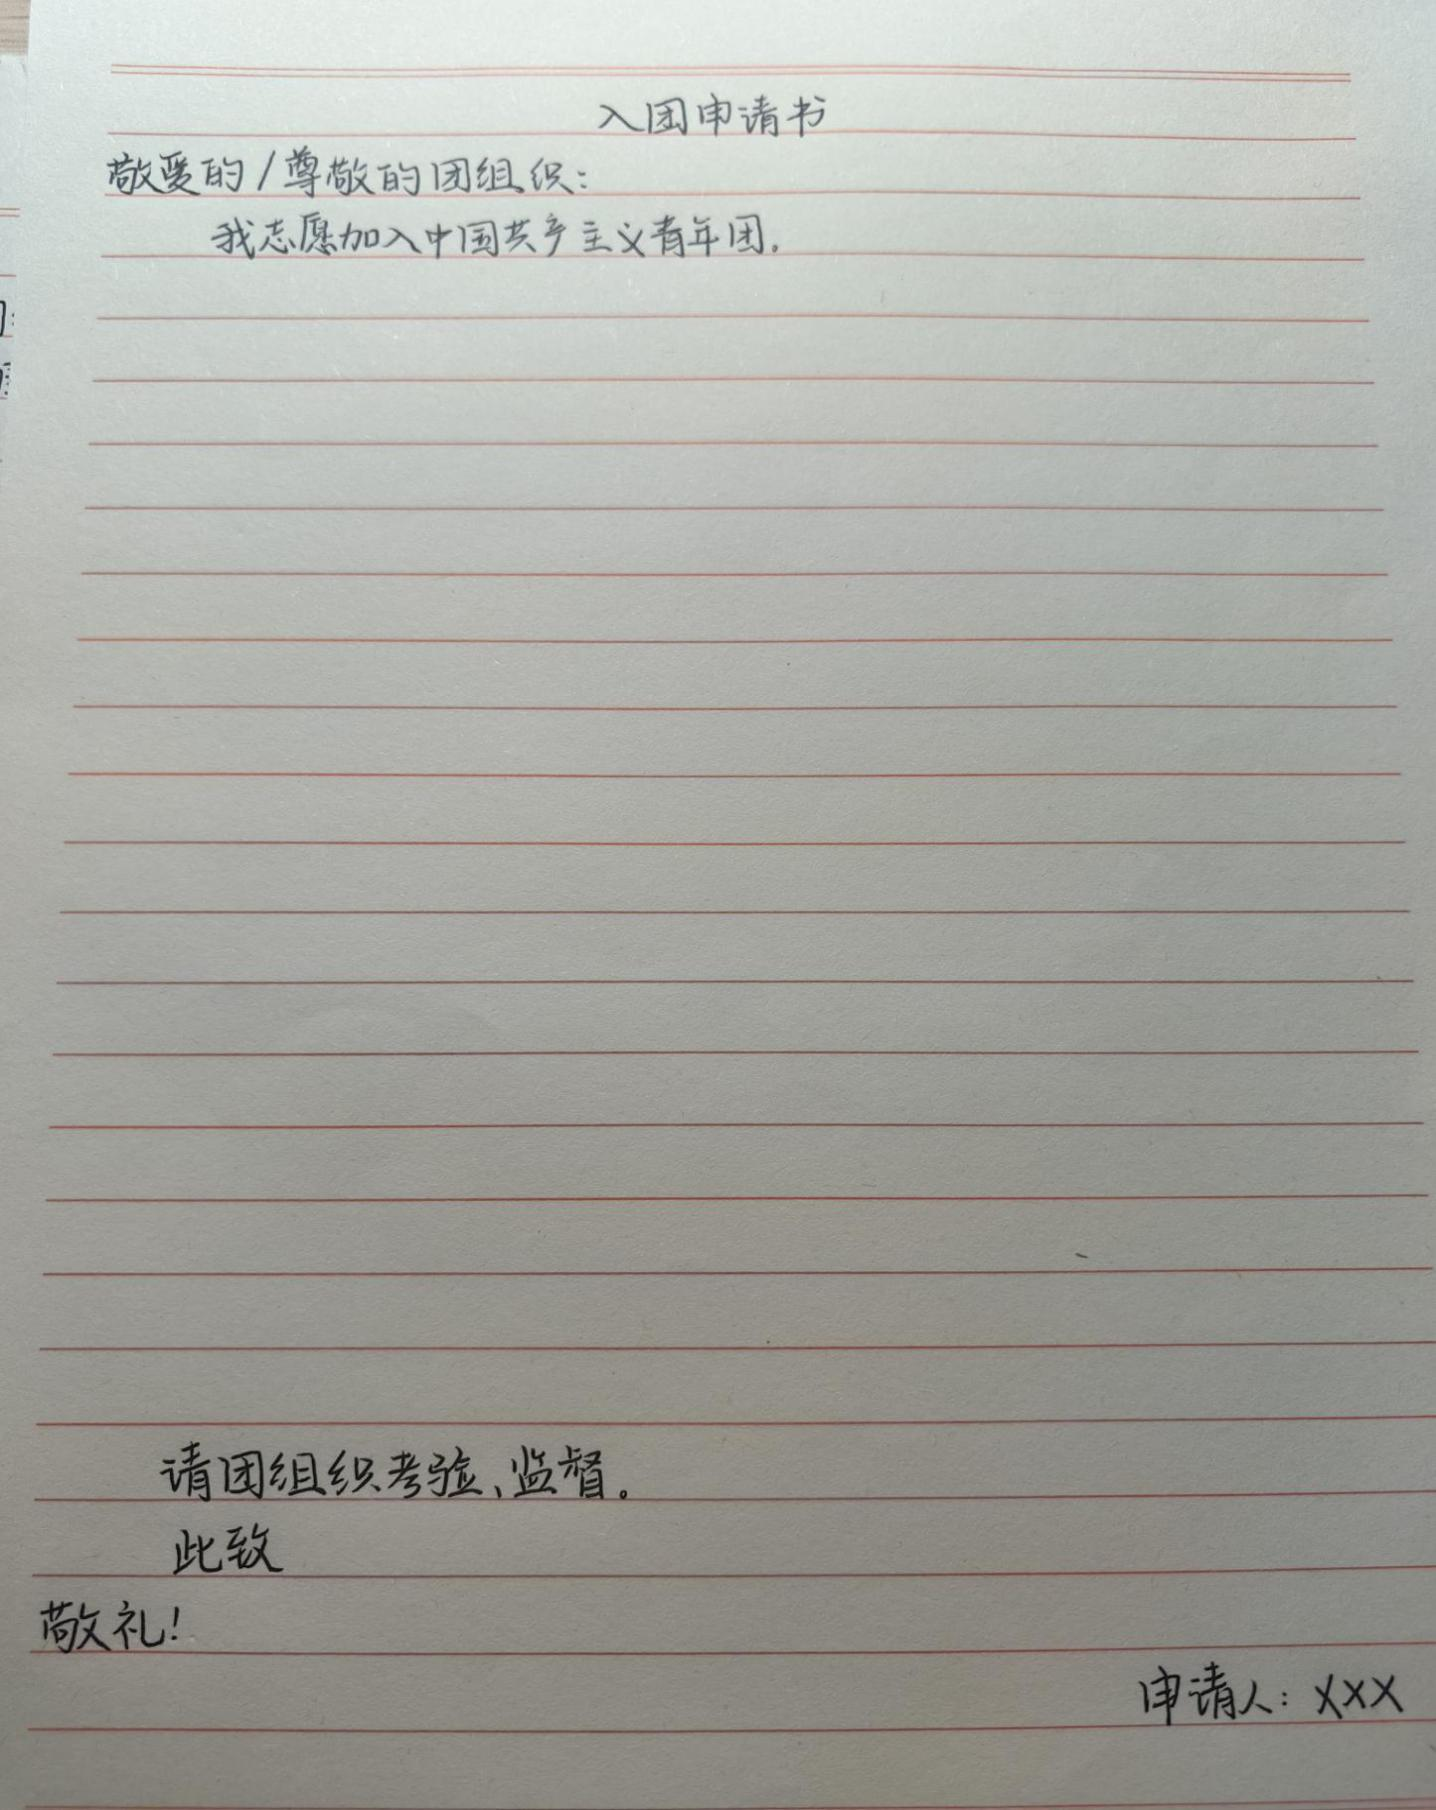 入团申请书
敬爱的/尊敬的团组织:
我志愿加入中国共产主义青年团.
请团组织考验、监督。
此致
敬礼!
申请人: XXX